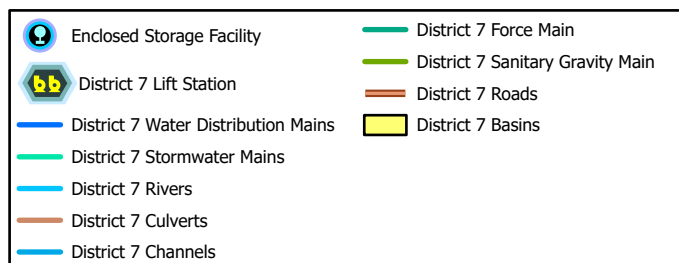 Enclosed Storage Facility
District 7 Lift Station
District 7 Water Distribution Mains
District 7 Stormwater Mains
District 7 Rivers
District 7 Culverts
District 7 Channels
District 7 Force Main
District 7 Sanitary Gravity Main
District 7 Roads
District 7 Basins